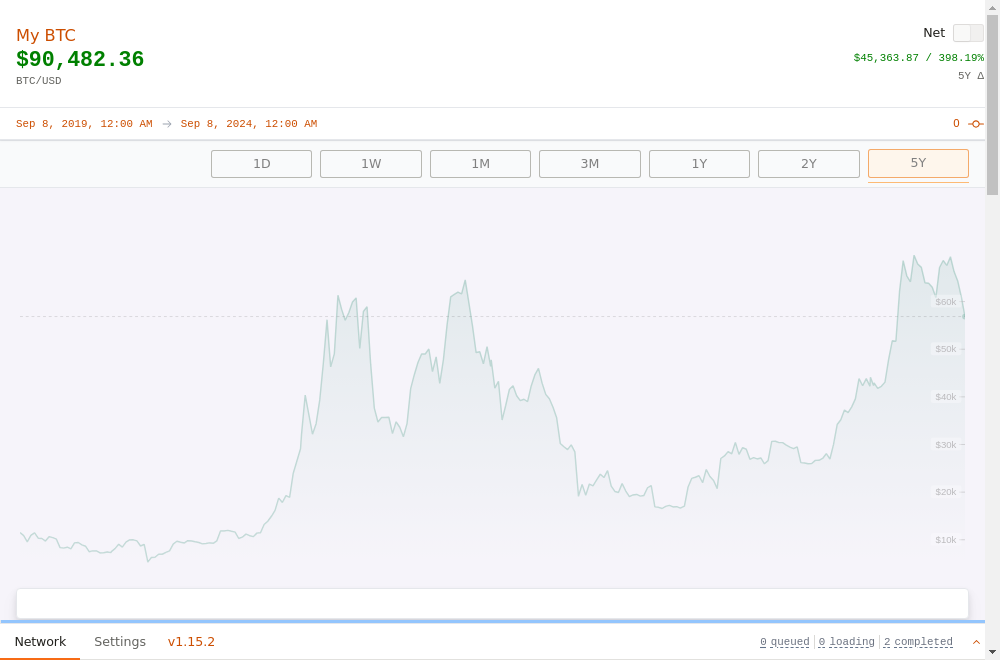 My BTC
Net
$90,482.36
$45,363.87 / 398.19%
BTC/USD
5Y Δ
Sep 8, 2019, 12:00 AM → Sep 8, 2024, 12:00 AM
0
1D 1W 1M 3M 1Y 2Y 5Y
$60k
$50k
$40k
$30k
$20k
$10k
Network Settings v1.15.2 0 queued 0 loading 2 completed